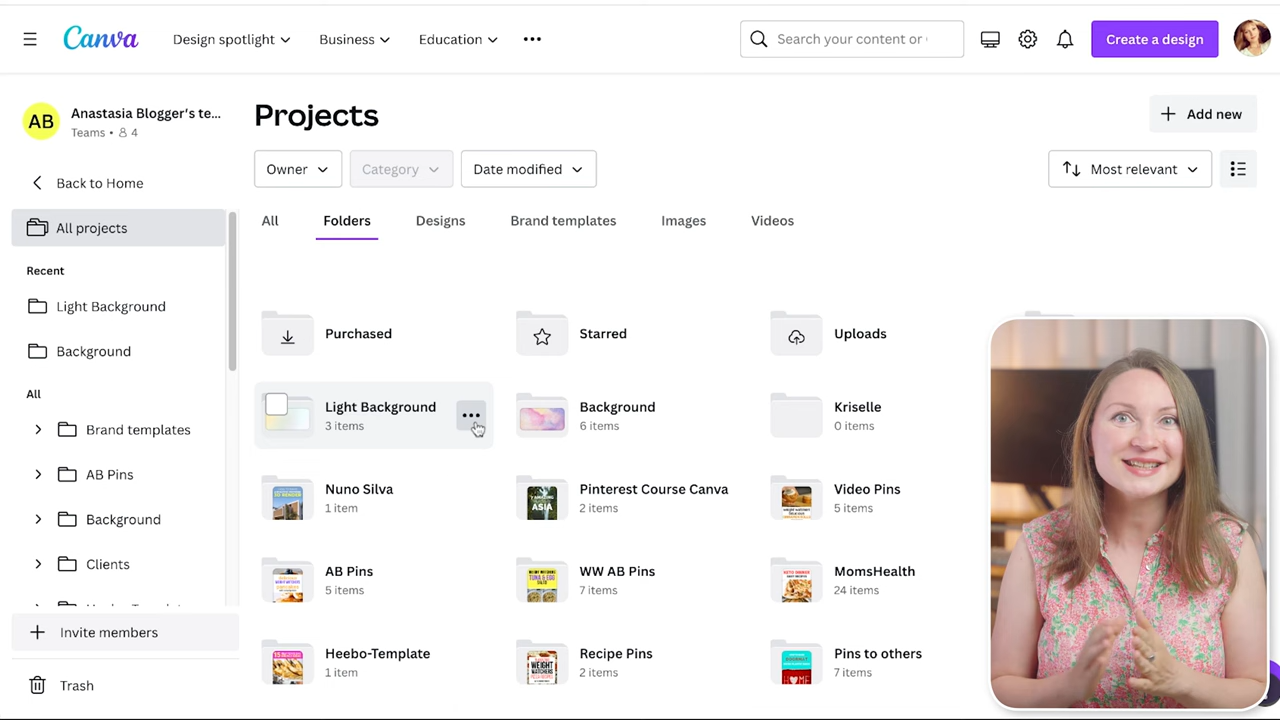 Canva
Design spotlight
Business
Education
Search your content or
Create a design
AB
Anastasia Blogger's te...
Teams • 4
Back to Home
All projects
Recent
Light Background
Background
All
Brand templates
AB Pins
Background
Clients
Invite members
Trash
Projects
Add new
Owner
Category
Date modified
Most relevant
All
Folders
Designs
Brand templates
Images
Videos
Purchased
Starred
Uploads
Light Background
3 items
Background
6 items
Kriselle
0 items
Nuno Silva
1 item
Pinterest Course Canva
2 items
ASIA
Video Pins
5 items
AB Pins
5 items
WW AB Pins
7 items
MomsHealth
24 items
Heebo-Template
1 item
Recipe Pins
2 items
Pins to others
7 items
HOME